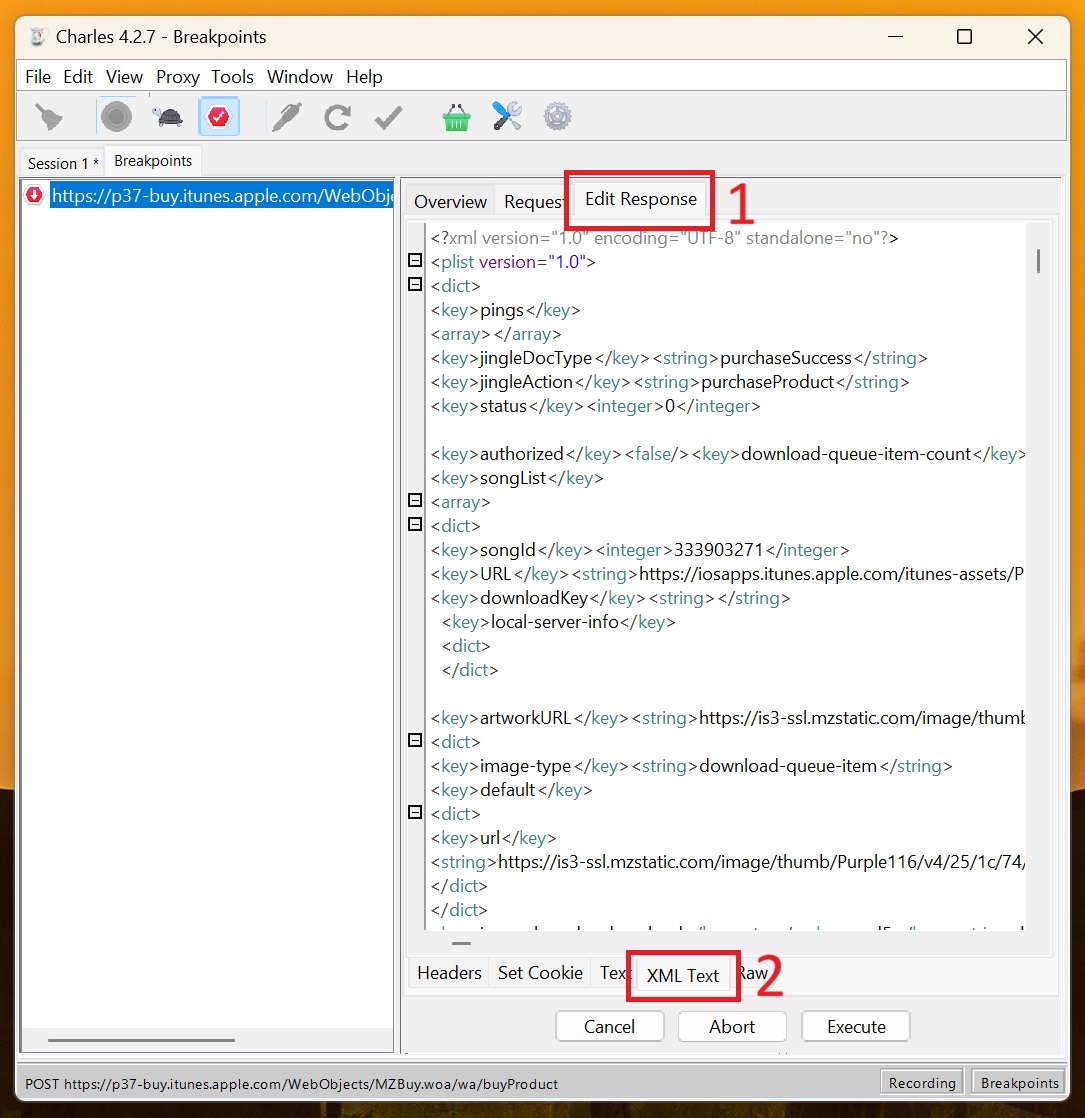 Charles 4.2.7 - Breakpoints
File Edit View Proxy Tools Window Help
Session 1 * Breakpoints
https://p37-buy.itunes.apple.com/WebObje
Overview Request Edit Response 1
<?xml version="1.0" encoding="UTF-8" standalone="no"?>
<plist version="1.0">
<dict>
<key>pings</key>
<array></array>
<key>jingleDocType</key><string>purchaseSuccess</string>
<key>jingleAction</key><string>purchaseProduct</string>
<key>status</key><integer>0</integer>
<key>authorized</key><false/><key>download-queue-item-count</key>
<key>songList</key>
<array>
<dict>
<key>songId</key><integer>333903271</integer>
<key>URL</key><string>https://iosapps.itunes.apple.com/itunes-assets/P
<key>downloadKey</key><string></string>
<key>local-server-info</key>
<dict>
</dict>
<key>artworkURL</key><string>https://is3-ssl.mzstatic.com/image/thumb
<dict>
<key>image-type</key><string>download-queue-item</string>
<key>default</key>
<dict>
<key>url</key>
<string>https://is3-ssl.mzstatic.com/image/thumb/Purple116/v4/25/1c/74/
</dict>
</dict>
Headers Set Cookie Text XML Text Raw 2
Cancel Abort Execute
POST https://p37-buy.itunes.apple.com/WebObjects/MZBuy.woa/wa/buyProduct Recording Breakpoints